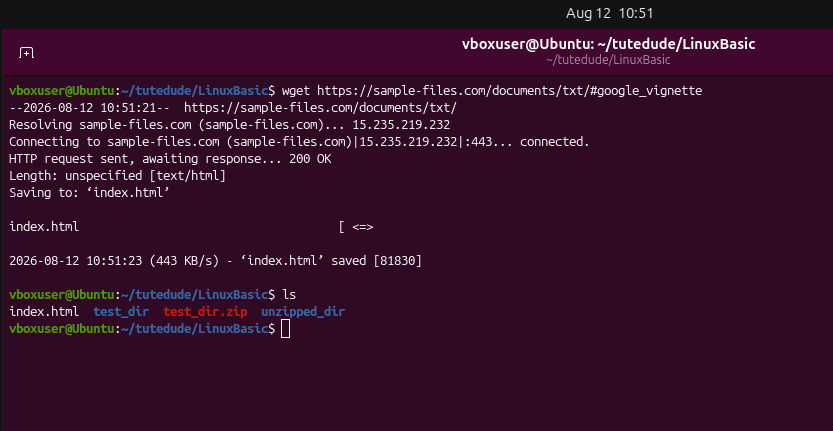 Aug 12 10:51
vboxuser@Ubuntu: ~/tutedude/LinuxBasic
~/tutedude/LinuxBasic
vboxuser@Ubuntu:~/tutedude/LinuxBasic$ wget https://sample-files.com/documents/txt/#google_vignette
--2026-08-12 10:51:21--  https://sample-files.com/documents/txt/
Resolving sample-files.com (sample-files.com)... 15.235.219.232
Connecting to sample-files.com (sample-files.com)|15.235.219.232|:443... connected.
HTTP request sent, awaiting response... 200 OK
Length: unspecified [text/html]
Saving to: ‘index.html’
index.html [ <=>
2026-08-12 10:51:23 (443 KB/s) - ‘index.html’ saved [81830]
vboxuser@Ubuntu:~/tutedude/LinuxBasic$ ls
index.html  test_dir  test_dir.zip  unzipped_dir
vboxuser@Ubuntu:~/tutedude/LinuxBasic$